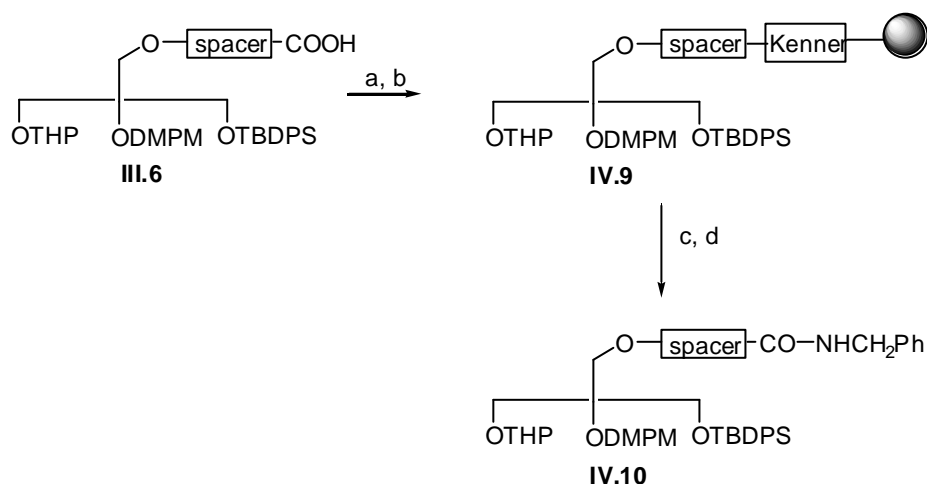 O spacer COOH
OTHP ODMPM OTBDPS
III.6
a, b
O spacer Kenner
OTHP ODMPM OTBDPS
IV.9
c, d
O spacer CO NHCH2Ph
OTHP ODMPM OTBDPS
IV.10